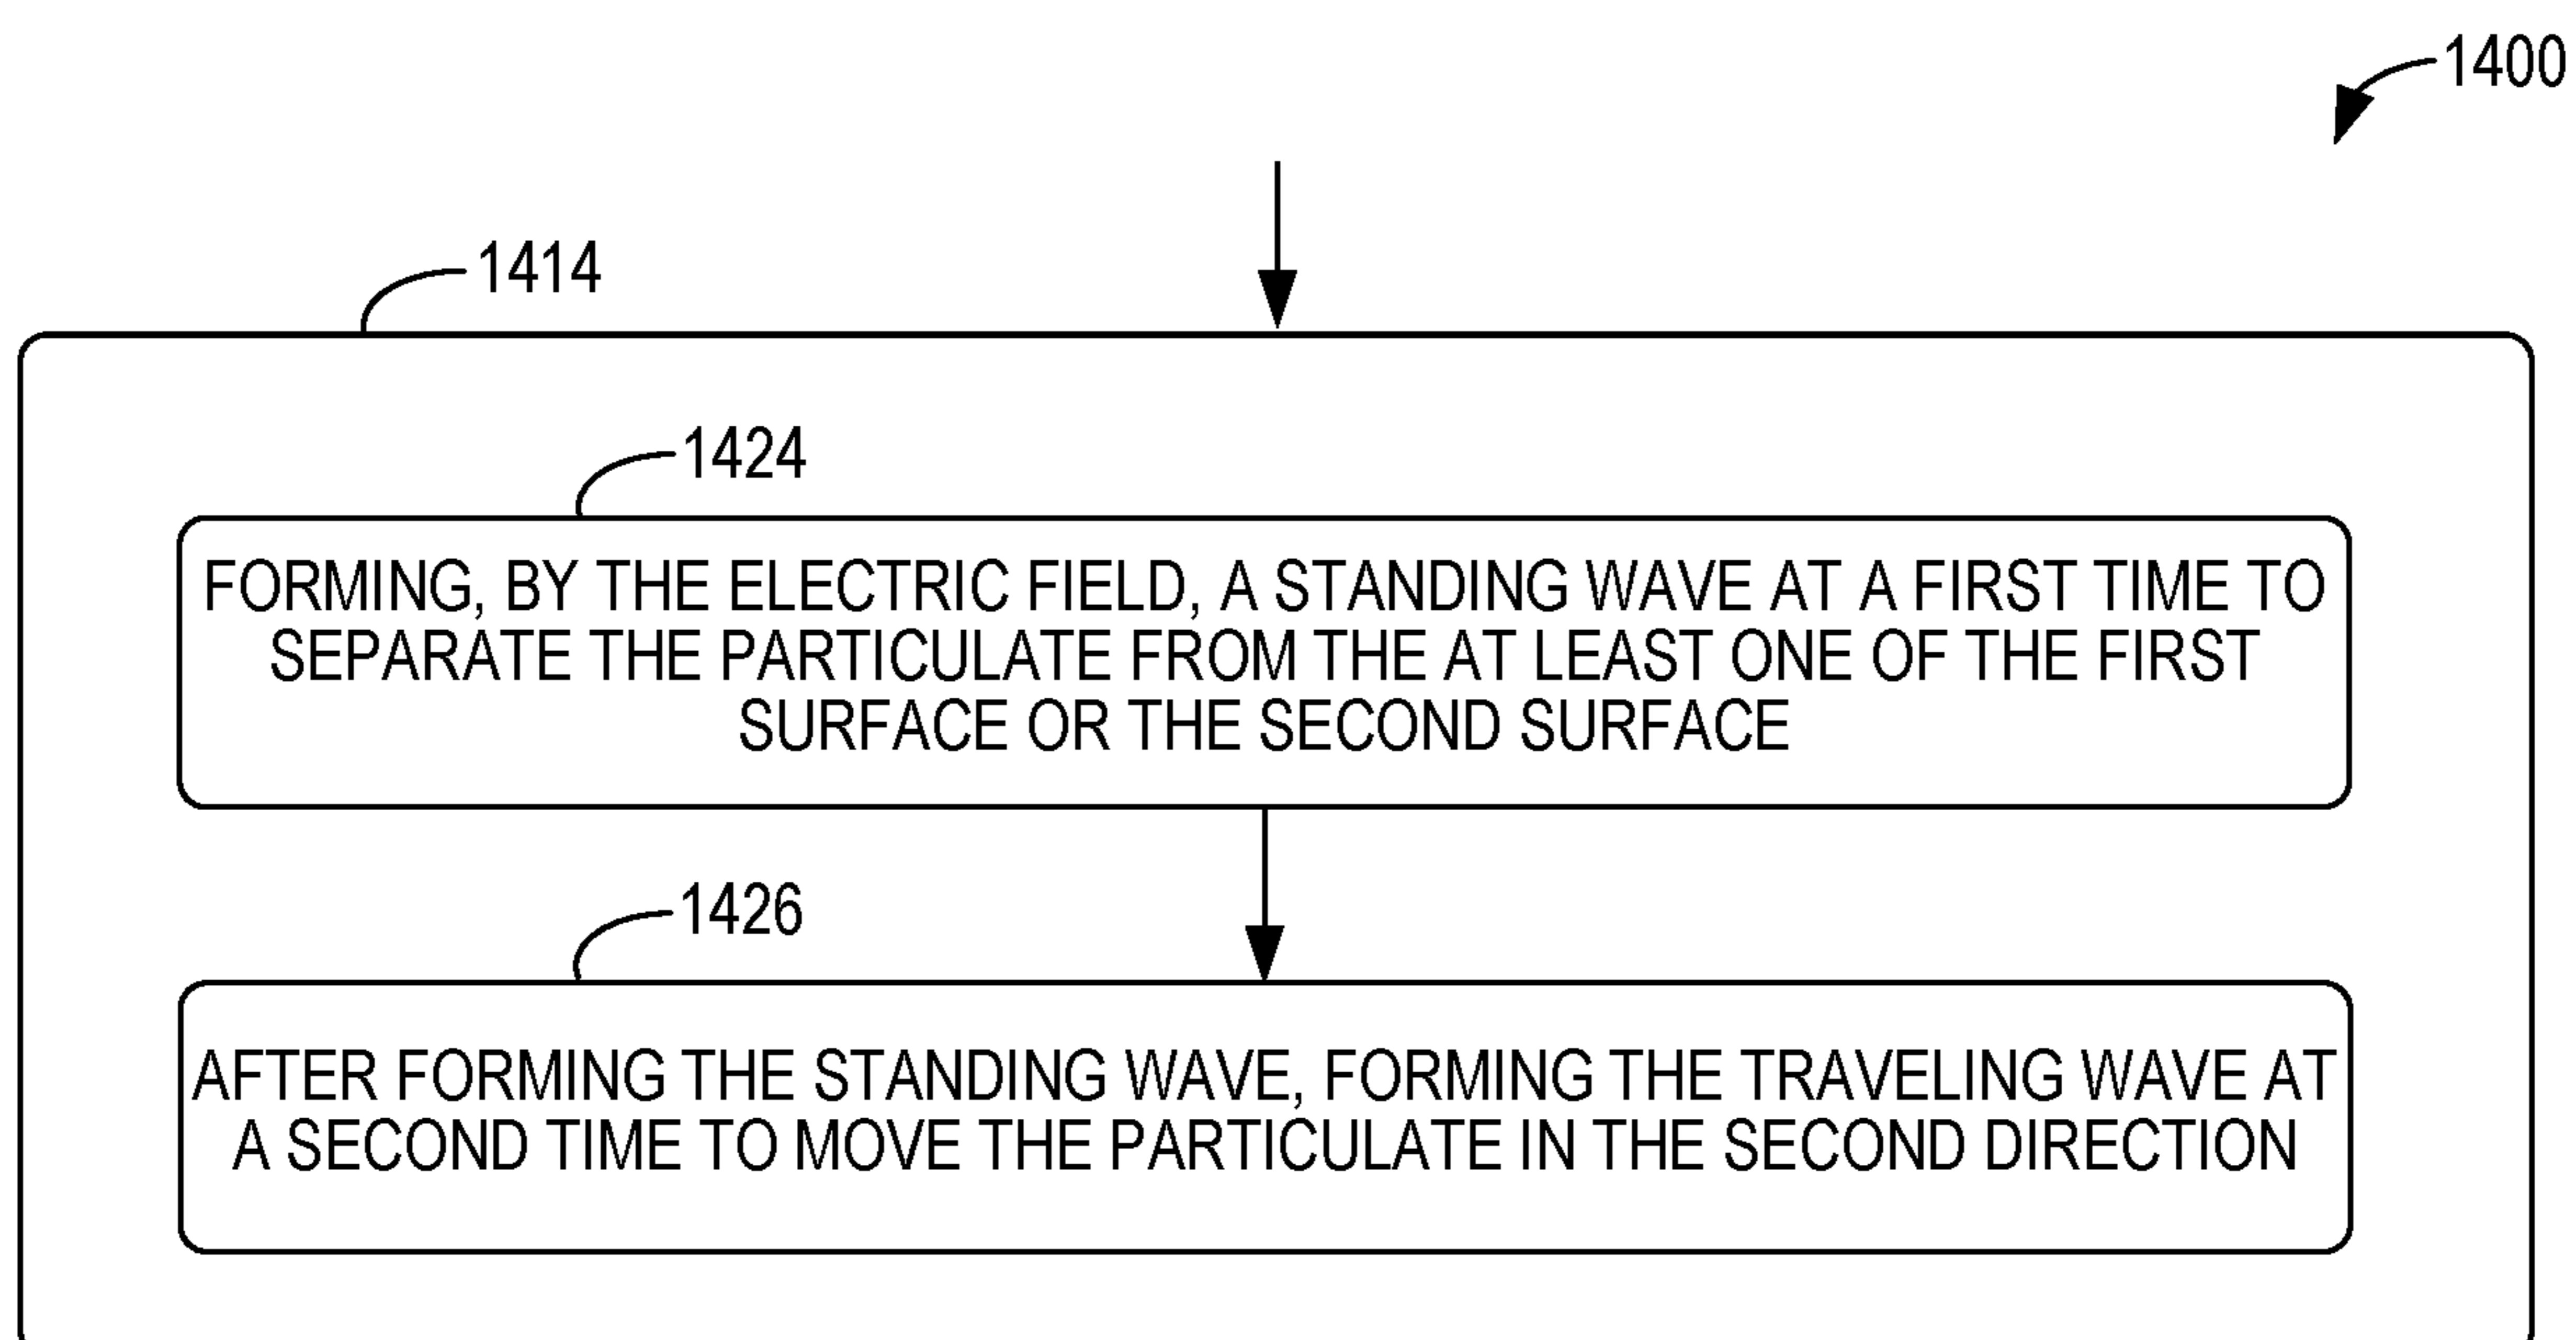 1400
1414
1424
FORMING, BY THE ELECTRIC FIELD, A STANDING WAVE AT A FIRST TIME TO
SEPARATE THE PARTICULATE FROM THE AT LEAST ONE OF THE FIRST
SURFACE OR THE SECOND SURFACE
1426
AFTER FORMING THE STANDING WAVE, FORMING THE TRAVELING WAVE AT
A SECOND TIME TO MOVE THE PARTICULATE IN THE SECOND DIRECTION